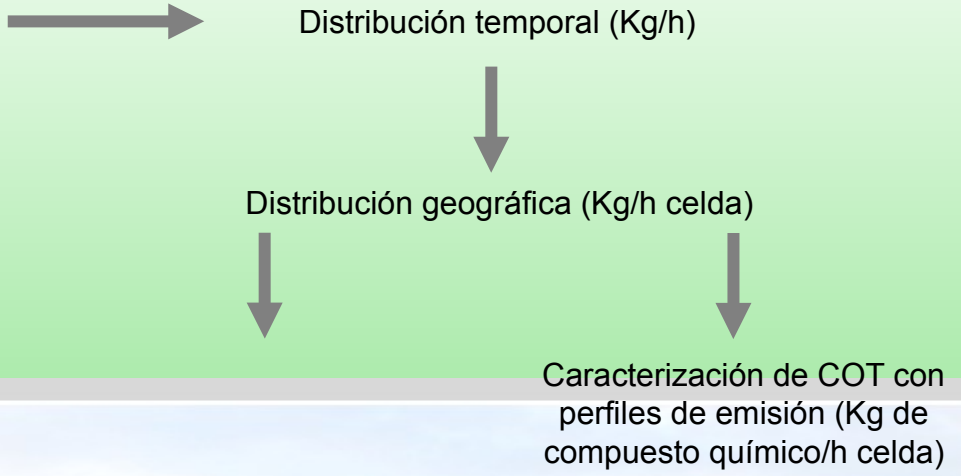 Distribución temporal (Kg/h)
Distribución geográfica (Kg/h celda)
Caracterización de COT con
perfiles de emisión (Kg de
compuesto químico/h celda)